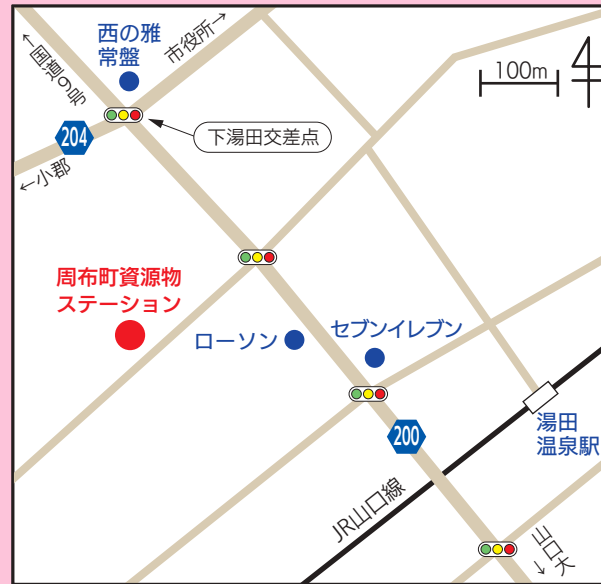 西の雅
常盤
市役所→
←国道9号
100m
204
下湯田交差点
←小郡
周布町資源物
ステーション
ローソン
セブンイレブン
200
湯田
温泉駅
JR山口線
山口大→